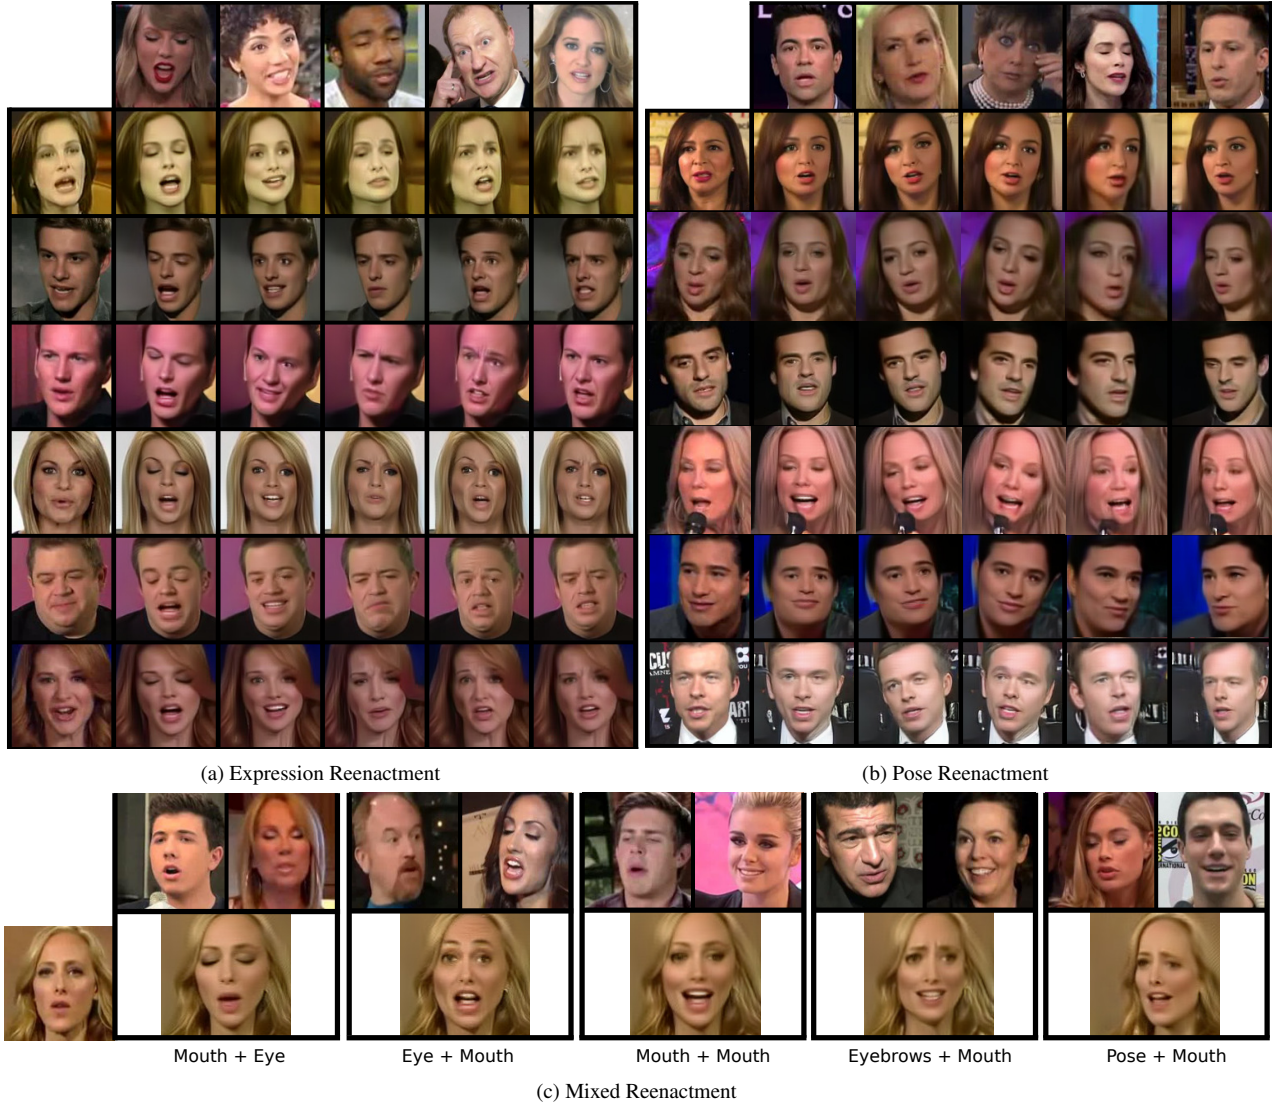 (a) Expression Reenactment
(b) Pose Reenactment
Mouth + Eye
Eye + Mouth
Mouth + Mouth
Eyebrows + Mouth
Pose + Mouth
(c) Mixed Reenactment